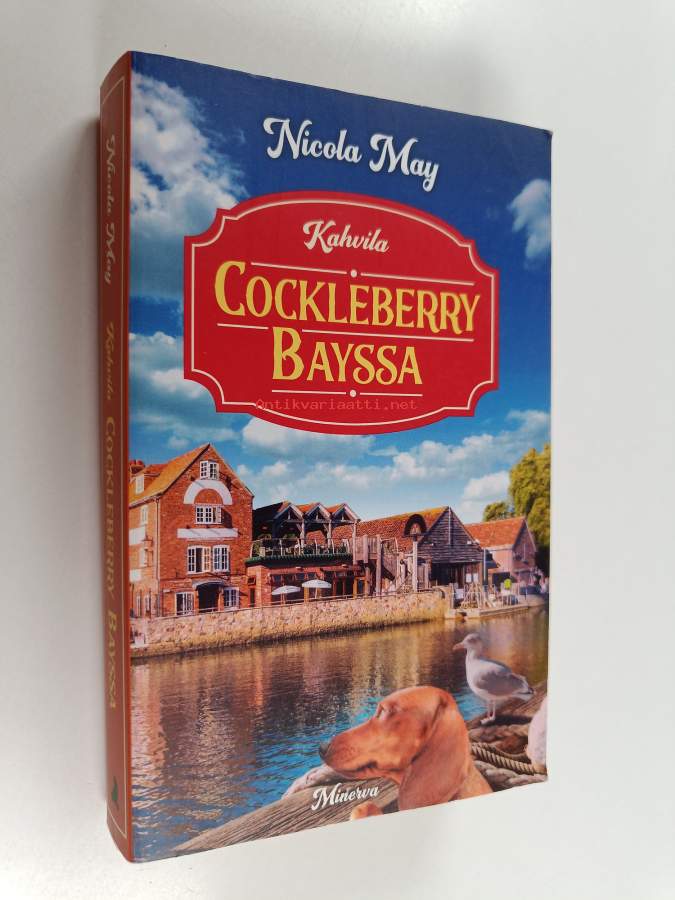 Nicola May
Kahvila
COCKLEBERRY
BAYSSA
Antikvariaatti.net
Minerva
Nicola May Kahvila COCKLEBERRY BAYSSA